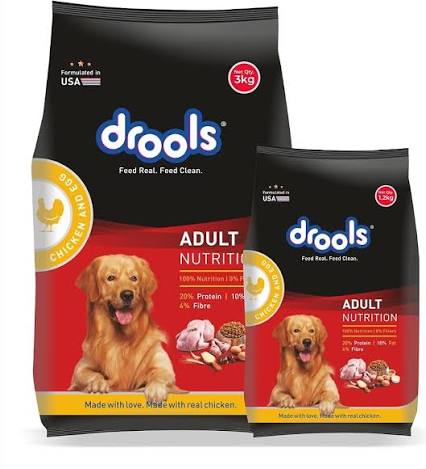 Formulated in
USA
Net Qty.
3kg
drools®
Feed Real. Feed Clean.
CHICKEN AND EGG
ADULT
NUTRITI
100% Nutrition | 0% F
20% Protein | 10%
4% Fibre
Made with love. Made with real chicken.
Formulated in
USA
Net Qty.
1.2kg
drools®
Feed Real. Feed Clean.
CHICKEN AND EGG
ADULT
NUTRITION
100% Nutrition | 0% Fillers
20% Protein | 10% Fat
4% Fibre
Made with love. Made with real chicken.